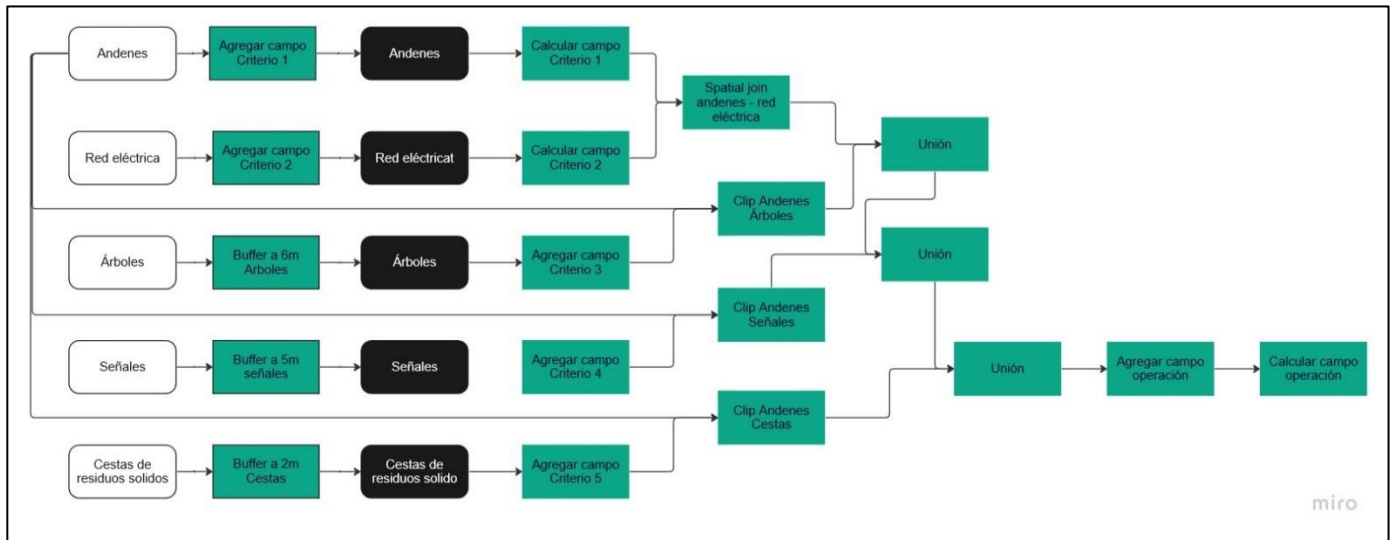 Andenes
Agregar campo
Criterio 1
Andenes
Calcular campo
Criterio 1
Spatial join
andenes - red
eléctrica
Red eléctrica
Agregar campo
Criterio 2
Red eléctricat
Calcular campo
Criterio 2
Unión
Clip Andenes
Árboles
Árboles
Buffer a 6m
Arboles
Árboles
Agregar campo
Criterio 3
Unión
Clip Andenes
Señales
Señales
Buffer a 5m
señales
Señales
Agregar campo
Criterio 4
Unión
Agregar campo
operación
Calcular campo
operación
Clip Andenes
Cestas
Cestas de
residuos solidos
Buffer a 2m
Cestas
Cestas de
residuos solido
Agregar campo
Criterio 5
miro